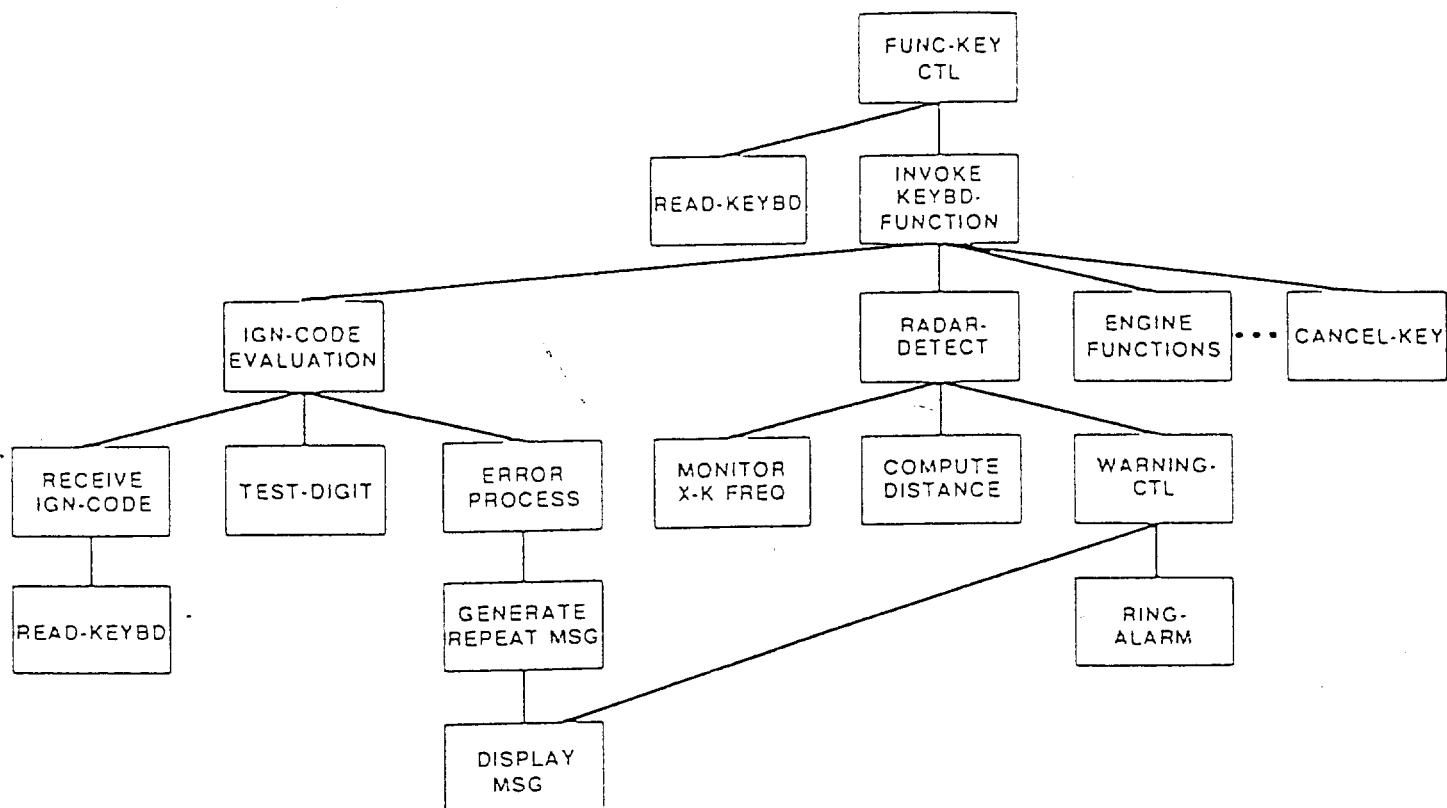 FUNC-KEY
CTL
READ-KEYBD
INVOKE
KEYBD-
FUNCTION
IGN-CODE
EVALUATION
RADAR-
DETECT
ENGINE
FUNCTIONS
CANCEL-KEY
RECEIVE
IGN-CODE
TEST-DIGIT
ERROR
PROCESS
MONITOR
X-K FREQ
COMPUTE
DISTANCE
WARNING-
CTL
READ-KEYBD
GENERATE
REPEAT MSG
RING-
ALARM
DISPLAY
MSG